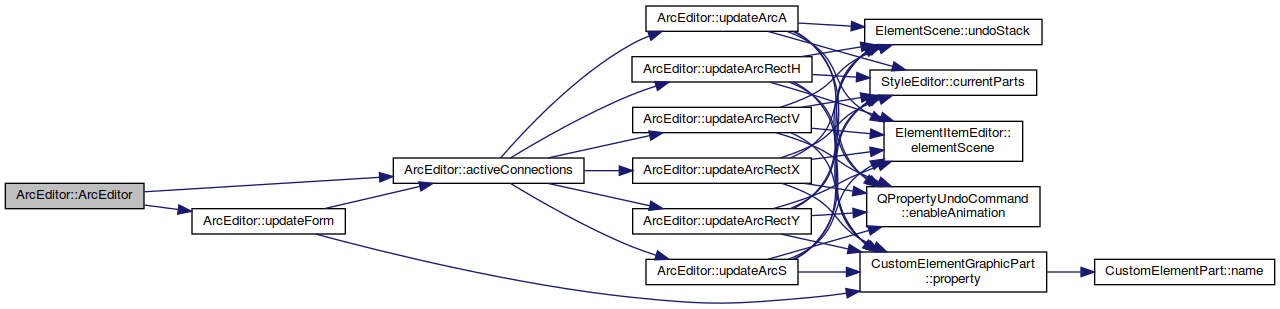 ArcEditor::ArcEditor
ArcEditor::updateForm
ArcEditor::activeConnections
ArcEditor::updateArcA
ArcEditor::updateArcRectH
ArcEditor::updateArcRectV
ArcEditor::updateArcRectX
ArcEditor::updateArcRectY
ArcEditor::updateArcS
ElementScene::undoStack
StyleEditor::currentParts
ElementItemEditor::
elementScene
QPropertyUndoCommand
::enableAnimation
CustomElementGraphicPart
::property
CustomElementPart::name